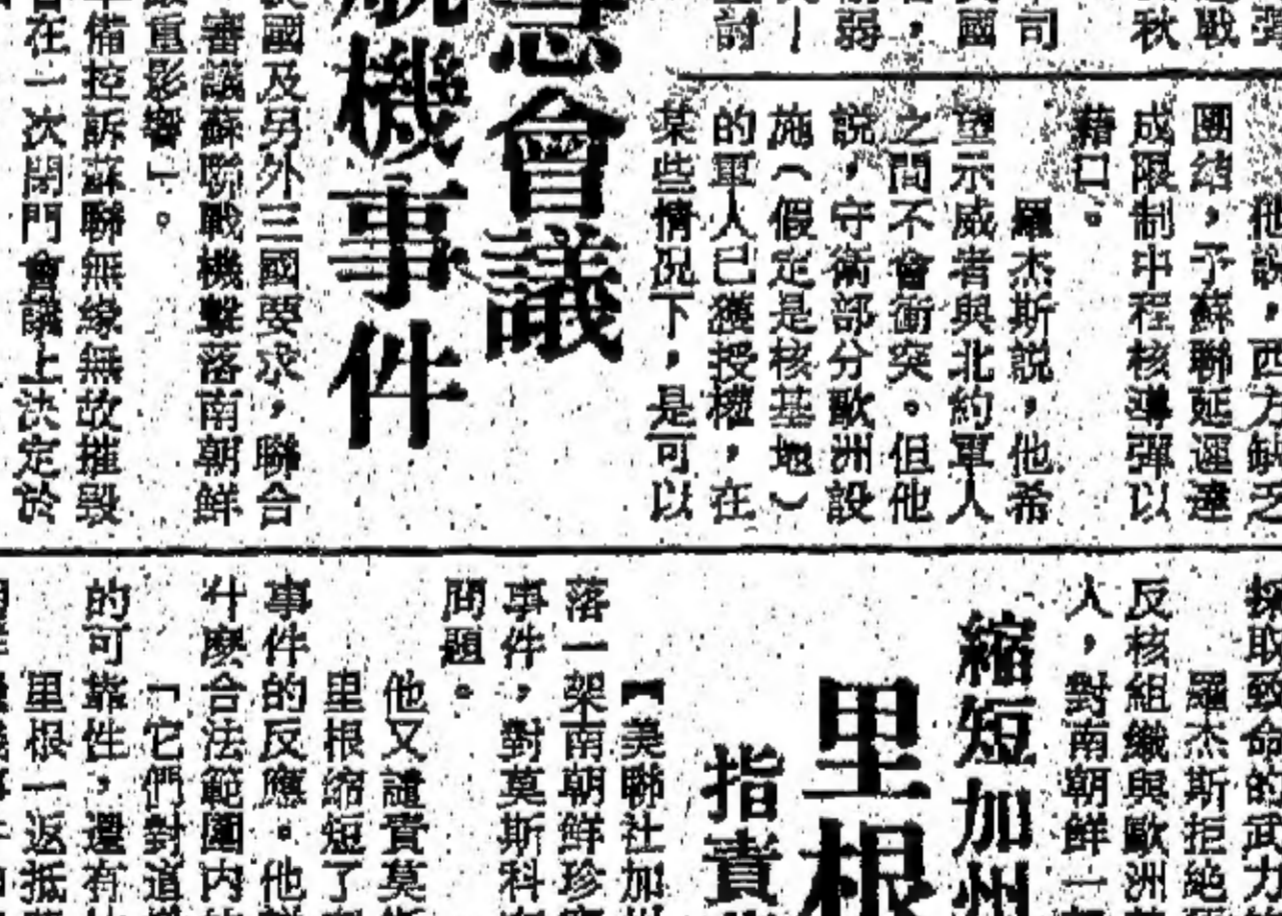 戰
秋
司
國
弱
討
他說，西方缺乏
團結，予蘇聯延遲達
成限制中程核導彈以
藉口。
羅杰斯說，他希
望示威者與北約軍人
之間不會衝突。但他
說，守衛部分歐洲設
施（假定是核基地）
的軍人已獲授權，在
某些情況下，是可以
急會議
航機事件
國及另外三國要求，聯合
審議蘇聯戰機擊落南朝鮮
重影響」。
準備控訴蘇聯無緣無故摧毀
在一次閉門會議上決定於
採取致命的武力
羅杰斯拒絕
反核組織與歐洲
人，對南朝鮮一
縮短加州
里根
指責
【美聯社加
落一架南朝鮮珍
事件，對莫斯科
問題。
他又譴責莫
里根縮短了
事件的反應。他
什麼合法範圍內
「它們對道
的可靠性，還有
里根一返抵